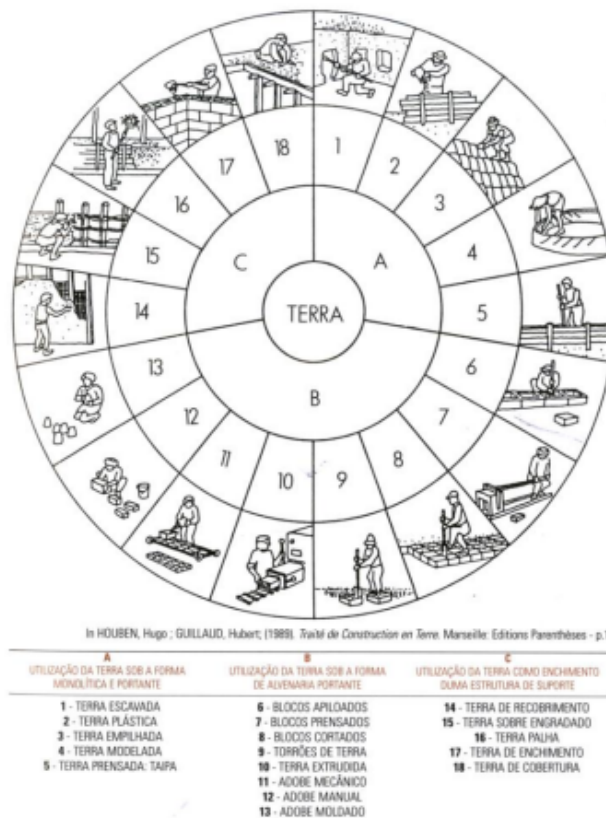 18
1
17
2
16
3
C
A
15
4
TERRA
14
5
13
6
B
12
7
11
8
10
9
In HOUBEN, Hugo ; GUILLAUD, Hubert; (1989). Traité de Construction en Terre. Marseille: Editions Parenthèses - p.
A
UTILIZAÇÃO DA TERRA SOB A FORMA
MONOLÍTICA E PORTANTE
1 - TERRA ESCAVADA
2 - TERRA PLÁSTICA
3 - TERRA EMPILHADA
4 - TERRA MODELADA
5 - TERRA PRENSADA: TAIPA
B
UTILIZAÇÃO DA TERRA SOB A FORMA
DE ALVENARIA PORTANTE
6 - BLOCOS APILOADOS
7 - BLOCOS PRENSADOS
8 - BLOCOS CORTADOS
9 - TORRÕES DE TERRA
10 - TERRA EXTRUDIDA
11 - ADOBE MECÂNICO
12 - ADOBE MANUAL
13 - ADOBE MOLDADO
C
UTILIZAÇÃO DA TERRA COMO ENCHIMENTO
DUMA ESTRUTURA DE SUPORTE
14 - TERRA DE RECOBRIMENTO
15 - TERRA SOBRE ENGRADADO
16 - TERRA PALHA
17 - TERRA DE ENCHIMENTO
18 - TERRA DE COBERTURA